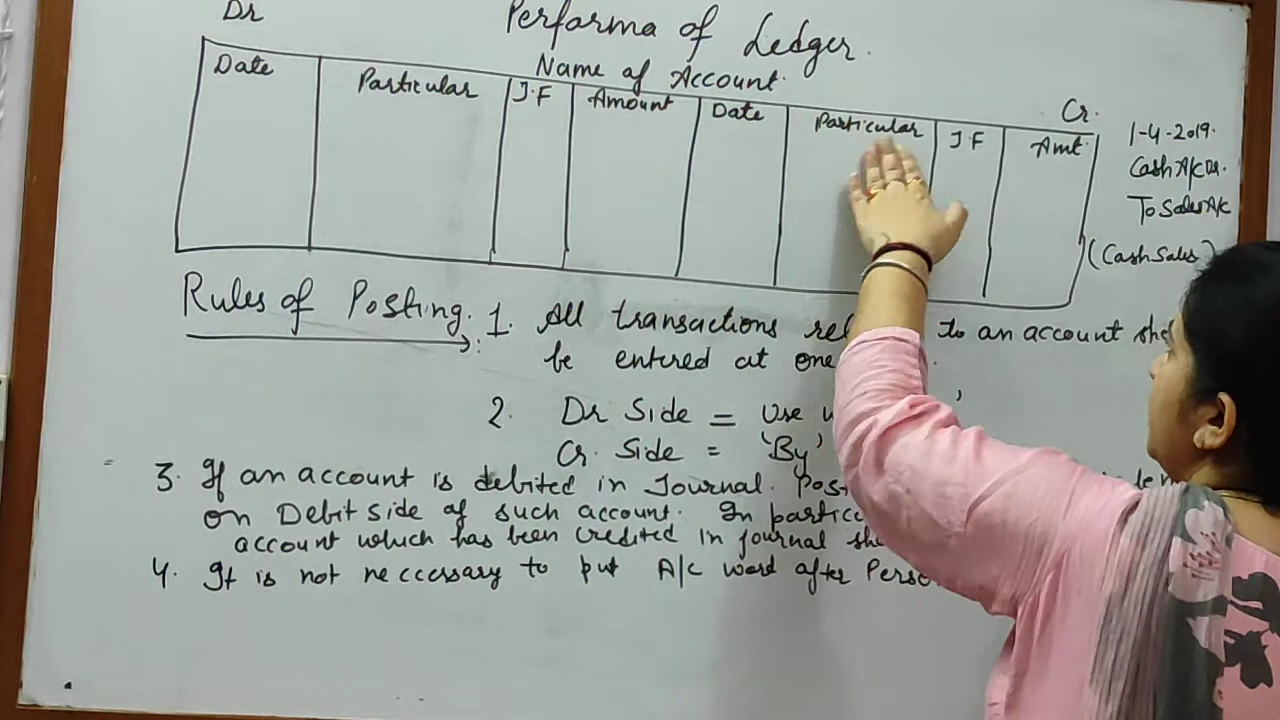 Dr
Performa of Ledger.
Name of Account.
Cr.
Date Particular J.F Amount Date Particular J.F Amt.
1-4-2019.
Cash A/c Dr.
To Sales A/c
(Cash Sales)
Rules of Posting. 1. All transactions to an account
be entered at one
2. Dr Side = Use
Cr. Side = 'By'
3. If an account is debited in Journal.
on Debit side of such account. In
account which has been credited in journal
4. It is not neccessary to put A/c word after